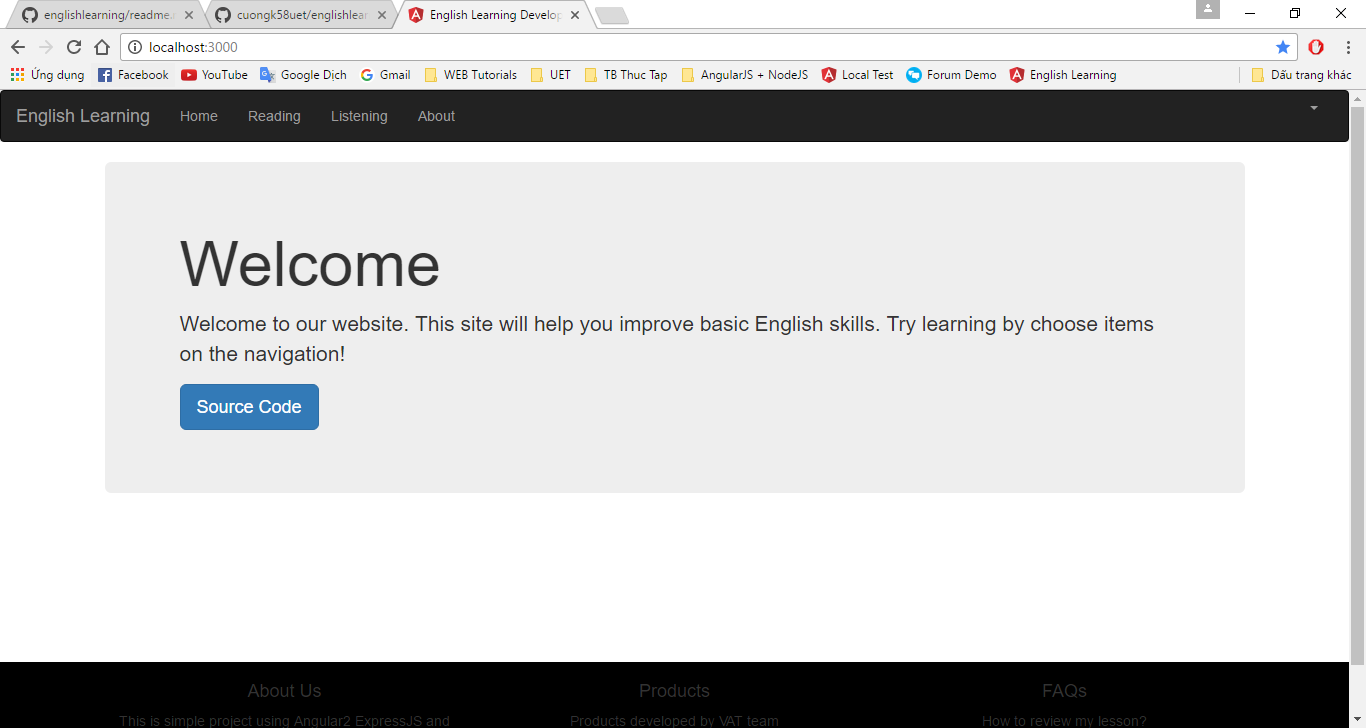 englishlearning/readme.
cuongk58uet/englishlear
English Learning Develop
localhost:3000
Ứng dụng Facebook YouTube Google Dịch Gmail WEB Tutorials UET TB Thuc Tap AngularJS + NodeJS Local Test Forum Demo English Learning Dấu trang khác
English Learning Home Reading Listening About
Welcome
Welcome to our website. This site will help you improve basic English skills. Try learning by choose items
on the navigation!
Source Code
About Us Products FAQs
This is simple project using Angular2 ExpressJS and Products developed by VAT team How to review my lesson?